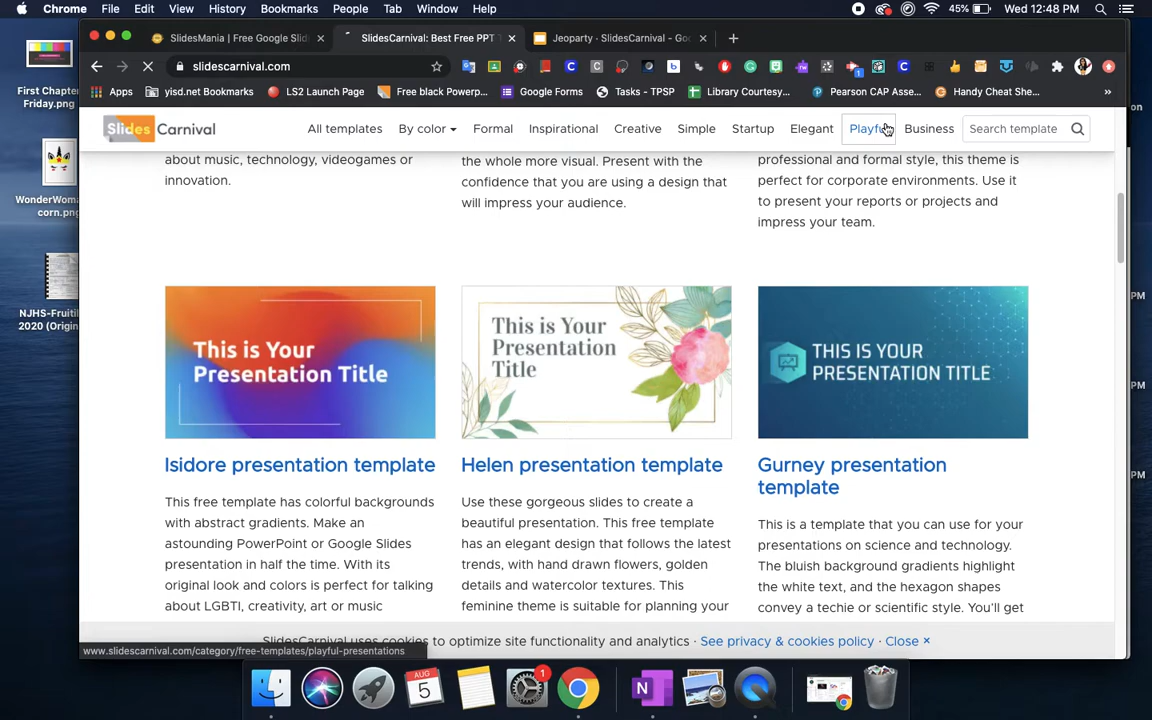 Chrome File Edit View History Bookmarks People Tab Window Help 45% Wed 12:48 PM
SlidesMania | Free Google Slid × SlidesCarnival: Best Free PPT × Jeoparty · SlidesCarnival - Go × +
slidescarnival.com
Apps yisd.net Bookmarks LS2 Launch Page Free black Powerp... Google Forms Tasks - TPSP Library Courtesy... Pearson CAP Asse... Handy Cheat She... »
First Chapter
Friday.png
WonderWoma
corn.png
NJHS-Fruiti
2020 (Origin
Slides Carnival All templates By color Formal Inspirational Creative Simple Startup Elegant Playful Business Search template
about music, technology, videogames or
innovation.
the whole more visual. Present with the
confidence that you are using a design that
will impress your audience.
professional and formal style, this theme is
perfect for corporate environments. Use it
to present your reports or projects and
impress your team.
This is Your
Presentation Title
Isidore presentation template
This free template has colorful backgrounds
with abstract gradients. Make an
astounding PowerPoint or Google Slides
presentation in half the time. With its
original look and colors is perfect for talking
about LGBTI, creativity, art or music
This is Your
Presentation
Title
Helen presentation template
Use these gorgeous slides to create a
beautiful presentation. This free template
has an elegant design that follows the latest
trends, with hand drawn flowers, golden
details and watercolor textures. This
feminine theme is suitable for planning your
THIS IS YOUR
PRESENTATION TITLE
Gurney presentation
template
This is a template that you can use for your
presentations on science and technology.
The bluish background gradients highlight
the white text, and the hexagon shapes
convey a techie or scientific style. You'll get
SlidesCarnival uses cookies to optimize site functionality and analytics · See privacy & cookies policy · Close ×
www.slidescarnival.com/category/free-templates/playful-presentations
on
PM
PM
PM
AUG
5
1